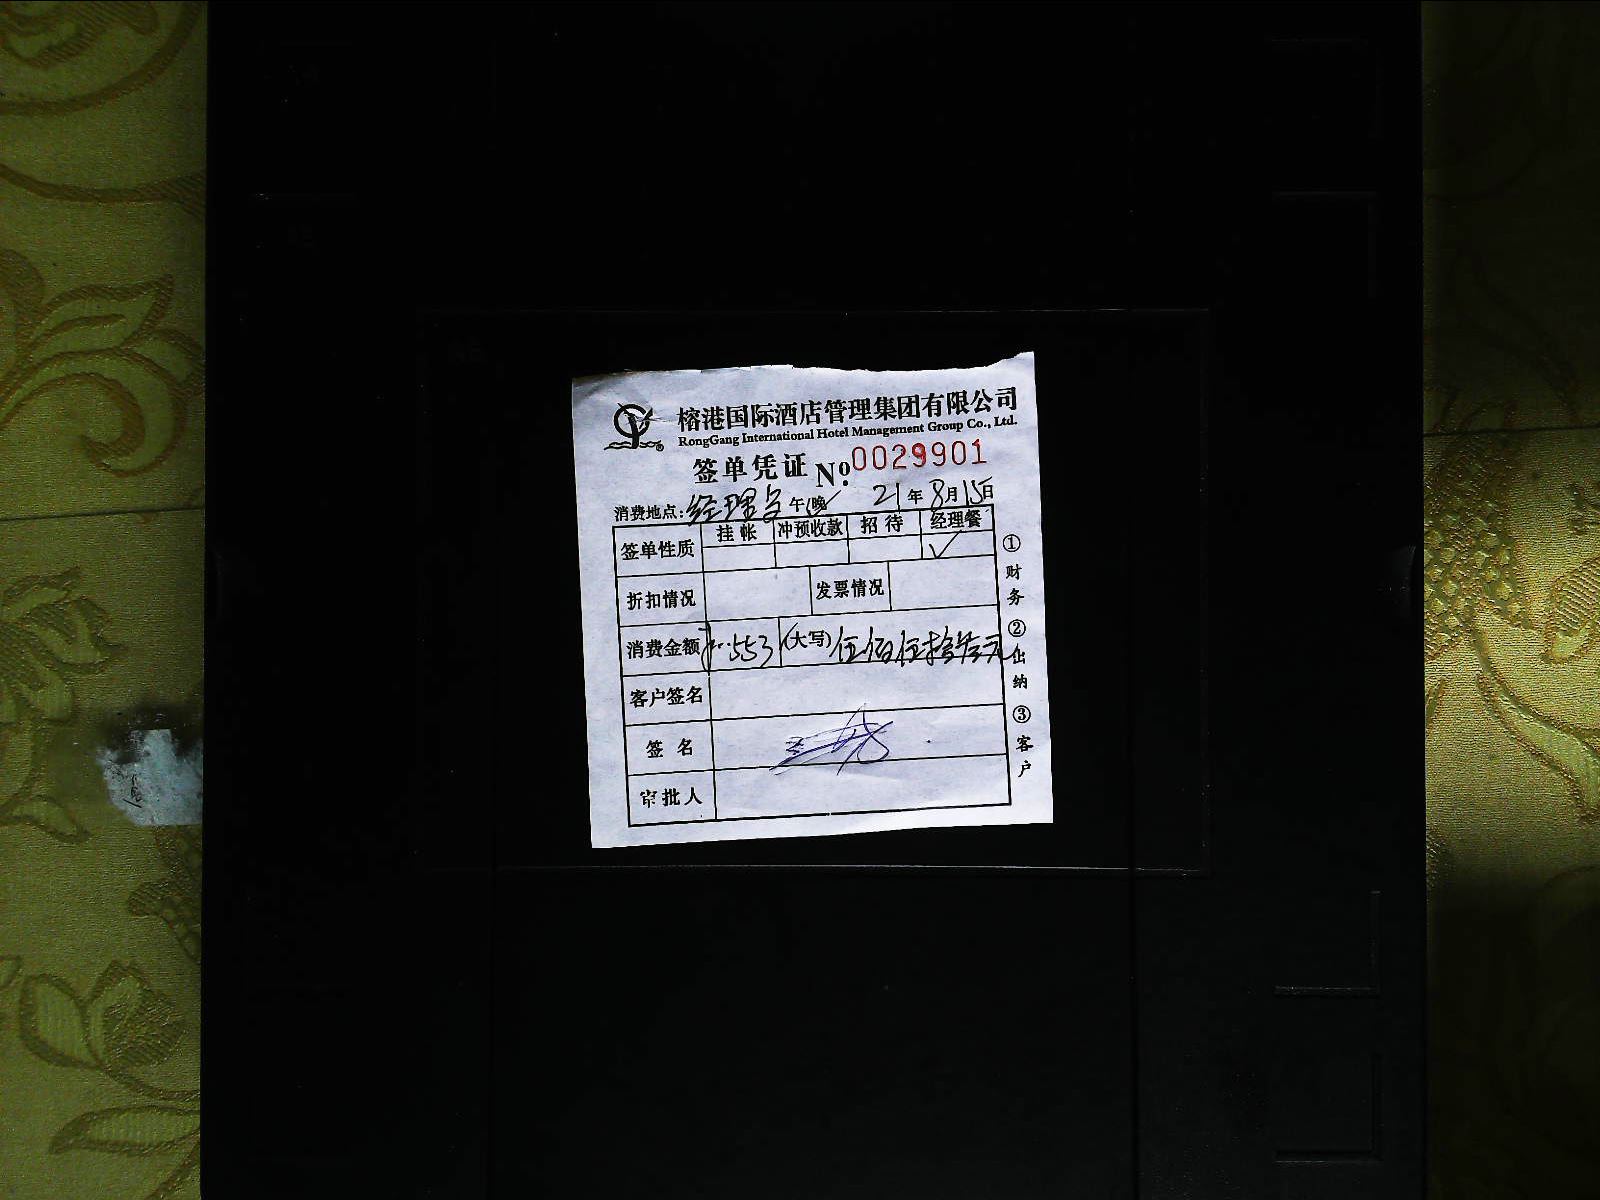 榕港国际酒店管理集团有限公司
RongGang International Hotel Management Group Co., Ltd.
签单凭证 No. 0029901
消费地点: 经理 午/晚 21年8月15日
签单性质 挂帐 冲预收款 招待 经理餐 ✓
折扣情况 发票情况
消费金额 553 (大写) 伍佰伍拾叁元
客户签名
签名
审批人
①财务 ②出纳 ③客户